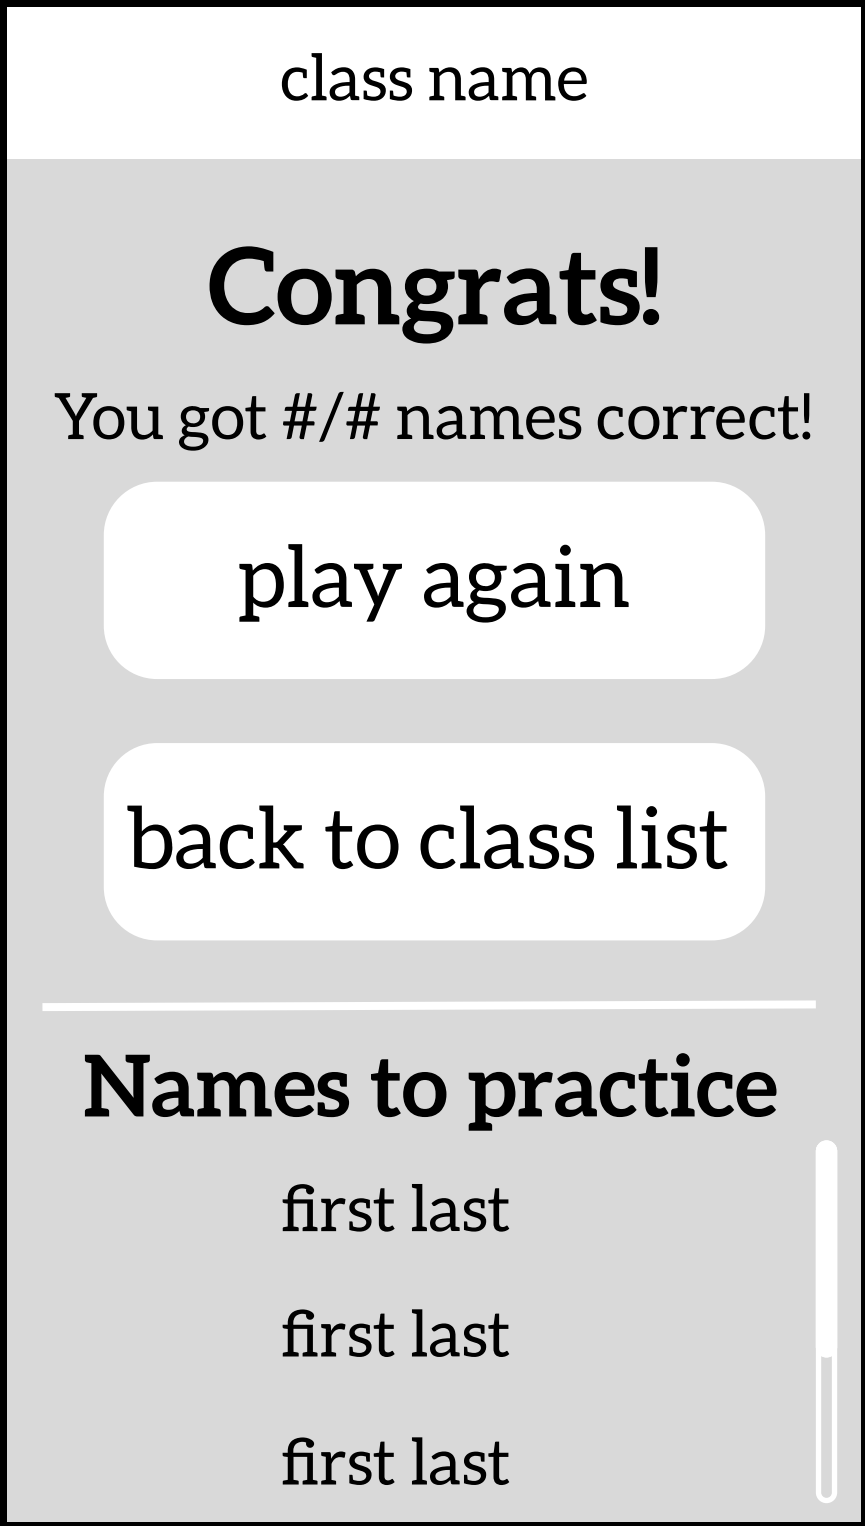 class name
Congrats!
You got #/# names correct!
play again
back to class list
Names to practice
first last
first last
first last